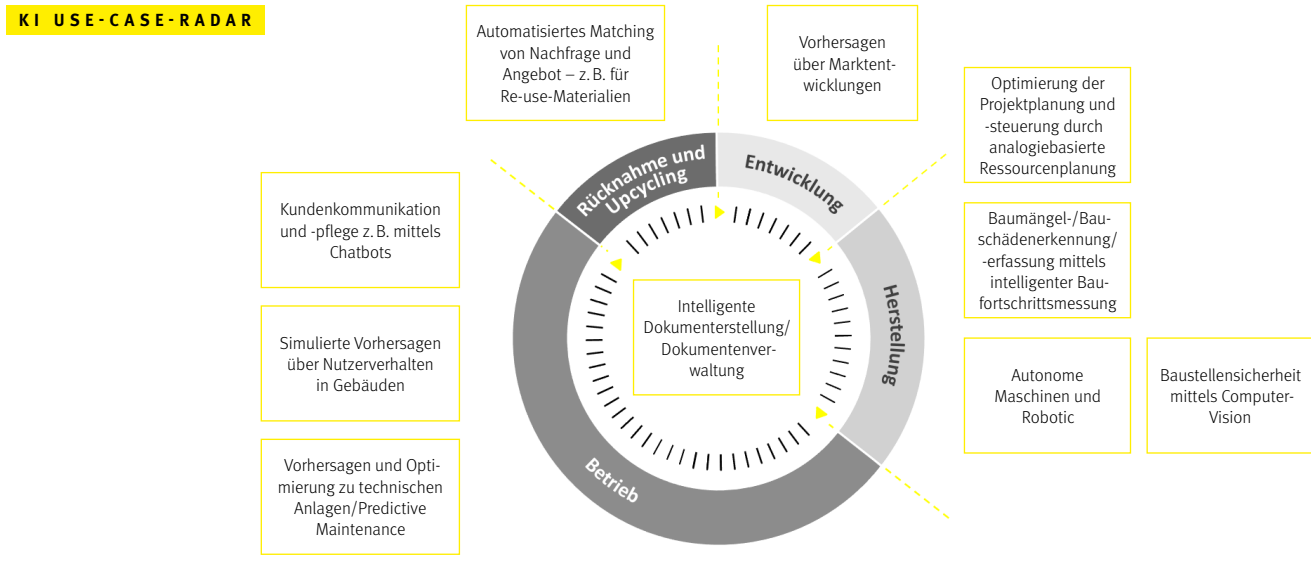 KI USE-CASE-RADAR
Automatisiertes Matching
von Nachfrage und
Angebot – z. B. für
Re-use-Materialien
Vorhersagen
über Marktent-
wicklungen
Optimierung der
Projektplanung und
-steuerung durch
analogiebasierte
Ressourcenplanung
Rücknahme und
Upcycling
Entwicklung
Kundenkommunikation
und -pflege z. B. mittels
Chatbots
Baumängel-/Bau-
schädenerkennung/
-erfassung mittels
intelligenter Bau-
fortschrittsmessung
Intelligente
Dokumenterstellung/
Dokumentenver-
waltung
Herstellung
Simulierte Vorhersagen
über Nutzerverhalten
in Gebäuden
Autonome
Maschinen und
Robotic
Baustellensicherheit
mittels Computer-
Vision
Vorhersagen und Opti-
mierung zu technischen
Anlagen/Predictive
Maintenance
Betrieb